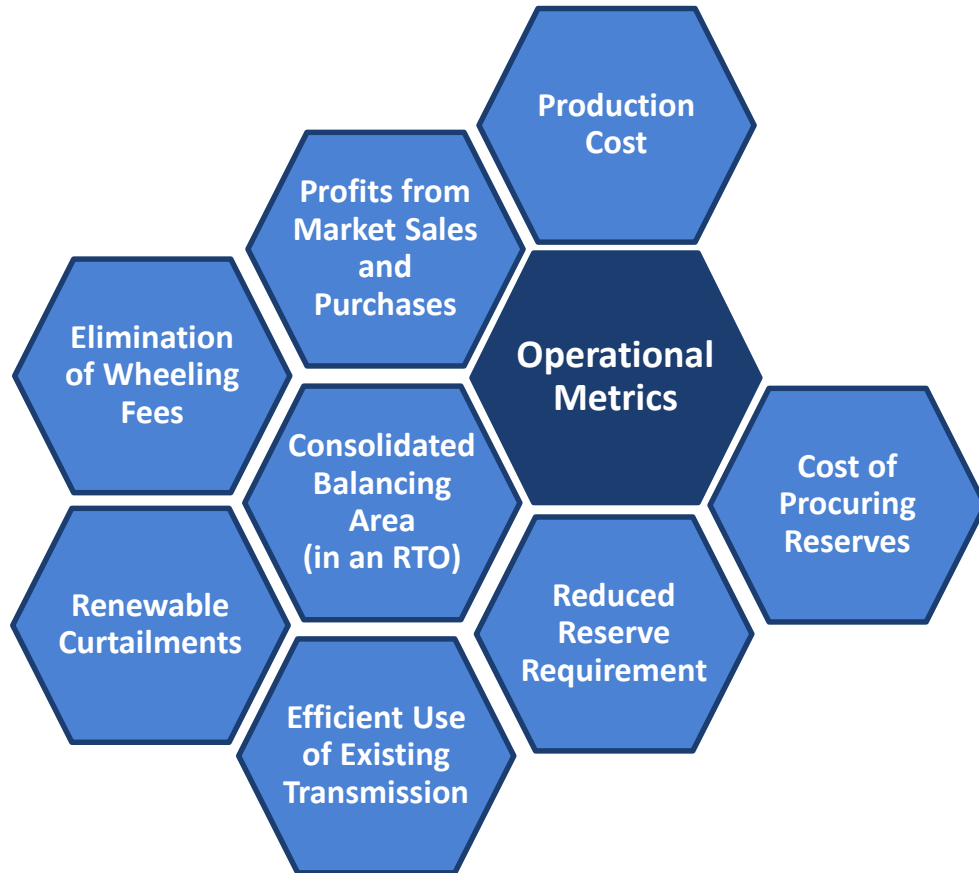 Production
Cost
Profits from
Market Sales
and
Purchases
Elimination
of Wheeling
Fees
Operational
Metrics
Consolidated
Balancing
Area
(in an RTO)
Cost of
Procuring
Reserves
Renewable
Curtailments
Reduced
Reserve
Requirement
Efficient Use
of Existing
Transmission